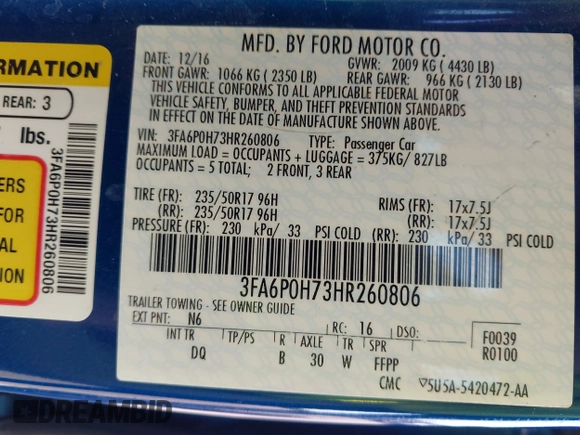 ORMATION
REAR: 3
lbs.
ERS
FOR
AL
ION
3FA6P0H73HR260806
MFD. BY FORD MOTOR CO.
DATE: 12/16 GVWR: 2009 KG ( 4430 LB)
FRONT GAWR: 1066 KG ( 2350 LB) REAR GAWR: 966 KG ( 2130 LB)
THIS VEHICLE CONFORMS TO ALL APPLICABLE FEDERAL MOTOR
VEHICLE SAFETY, BUMPER, AND THEFT PREVENTION STANDARDS
IN EFFECT ON THE DATE OF MANUFACTURE SHOWN ABOVE.
VIN: 3FA6P0H73HR260806 TYPE: Passenger Car
MAXIMUM LOAD = OCCUPANTS + LUGGAGE = 375KG/ 827LB
OCCUPANTS = 5 TOTAL; 2 FRONT, 3 REAR
TIRE (FR): 235/50R17 96H RIMS (FR): 17x7.5J
(RR): 235/50R17 96H (RR): 17x7.5J
PRESSURE (FR): 230 kPa/ 33 PSI COLD (RR): 230 kPa/ 33 PSI COLD
3FA6P0H73HR260806
TRAILER TOWING - SEE OWNER GUIDE
EXT PNT: N6 RC: 16 DSO: F0039
R0100
INT TR TP/PS R AXLE TR SPR
DQ B 30 W FFPP
CMC ▽5U5A-5420472-AA
DREAMBID